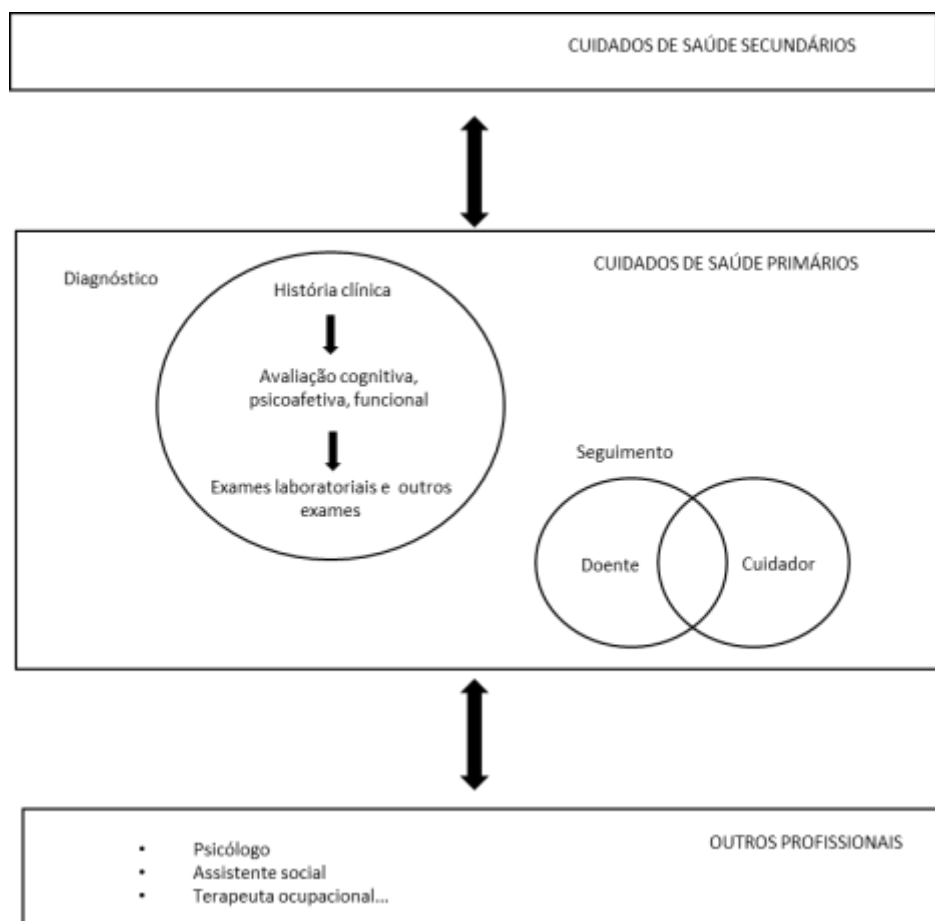 CUIDADOS DE SAÚDE SECUNDÁRIOS
CUIDADOS DE SAÚDE PRIMÁRIOS
Diagnóstico
História clínica
Avaliação cognitiva,
psicoafetiva, funcional
Exames laboratoriais e outros
exames
Seguimento
Doente
Cuidador
OUTROS PROFISSIONAIS
• Psicólogo
• Assistente social
• Terapeuta ocupacional...